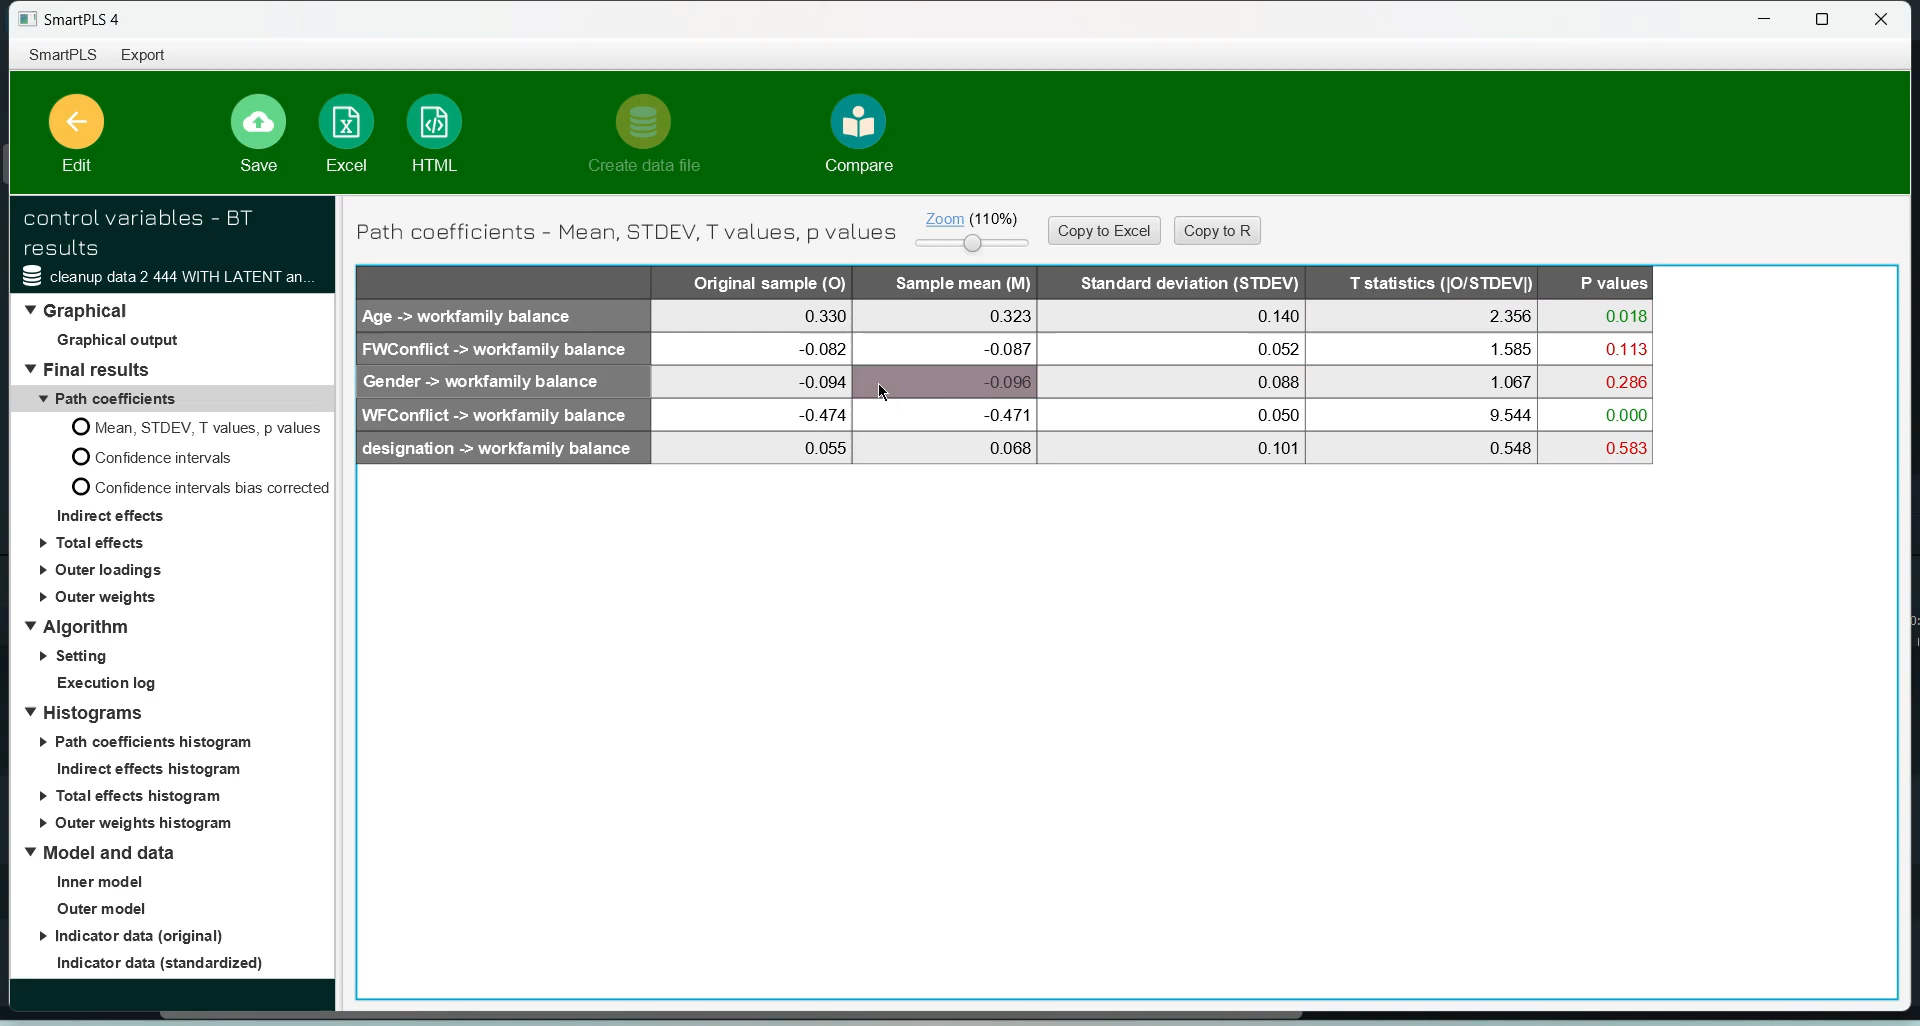 SmartPLS 4
SmartPLS Export
Edit Save Excel HTML Create data file Compare
control variables - BT
results
cleanup data 2 444 WITH LATENT an...
Graphical
Graphical output
Final results
Path coefficients
Mean, STDEV, T values, p values
Confidence intervals
Confidence intervals bias corrected
Indirect effects
Total effects
Outer loadings
Outer weights
Algorithm
Setting
Execution log
Histograms
Path coefficients histogram
Indirect effects histogram
Total effects histogram
Outer weights histogram
Model and data
Inner model
Outer model
Indicator data (original)
Indicator data (standardized)
Path coefficients - Mean, STDEV, T values, p values Zoom (110%) Copy to Excel Copy to R
Original sample (O) Sample mean (M) Standard deviation (STDEV) T statistics (|O/STDEV|) P values
Age -> workfamily balance 0.330 0.323 0.140 2.356 0.018
FWConflict -> workfamily balance -0.082 -0.087 0.052 1.585 0.113
Gender -> workfamily balance -0.094 -0.096 0.088 1.067 0.286
WFConflict -> workfamily balance -0.474 -0.471 0.050 9.544 0.000
designation -> workfamily balance 0.055 0.068 0.101 0.548 0.583